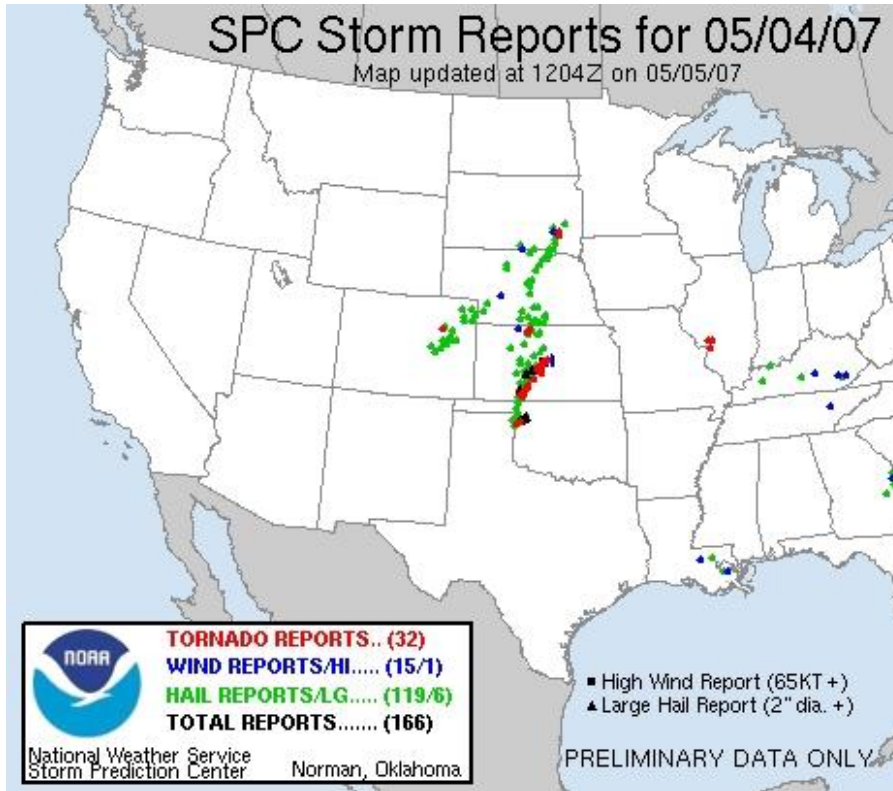 SPC Storm Reports for 05/04/07
Map updated at 1204Z on 05/05/07
NOAA
TORNADO REPORTS.. (32)
WIND REPORTS/HI..... (15/1)
HAIL REPORTS/LG.... (119/6)
TOTAL REPORTS....... (166)
National Weather Service
Storm Prediction Center Norman, Oklahoma
■ High Wind Report (65KT +)
▲ Large Hail Report (2" dia. +)
PRELIMINARY DATA ONLY